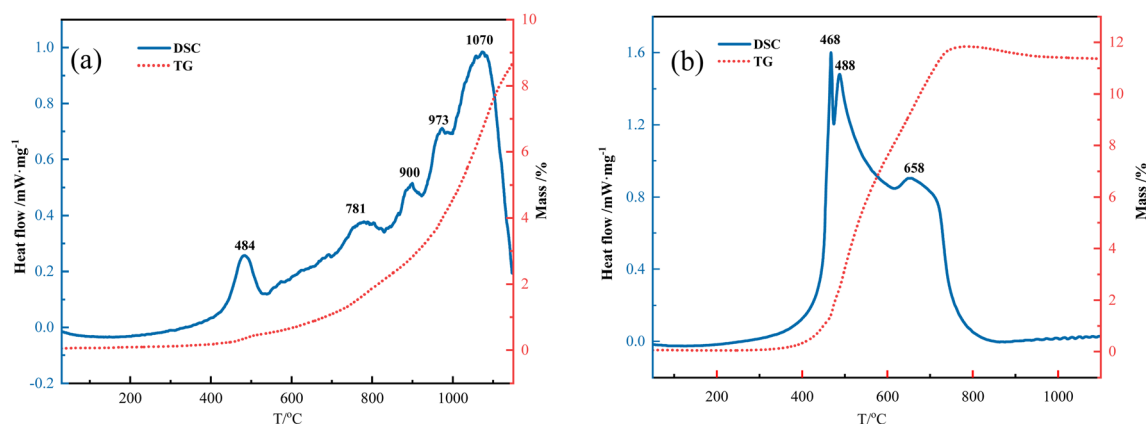 (a)
DSC
TG
484
781
900
973
1070
1.0
0.8
0.6
0.4
0.2
0.0
-0.2
Heat flow /mW·mg⁻¹
10
8
6
4
2
0
Mass /%
200 400 600 800 1000
T/°C
(b)
DSC
TG
468
488
658
1.6
1.2
0.8
0.4
0.0
Heat flow /mW·mg⁻¹
12
10
8
6
4
2
0
Mass /%
200 400 600 800 1000
T/°C